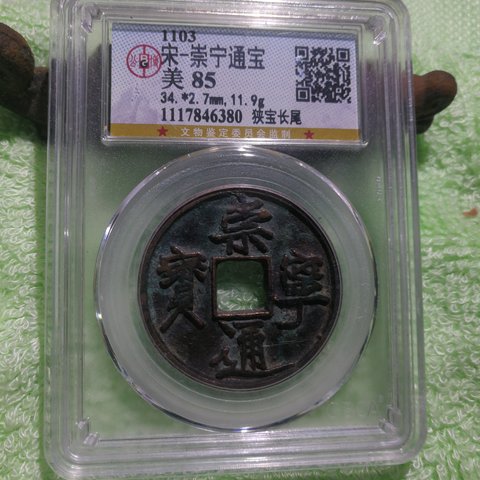 1103
宋-崇宁通宝
美 85
34.*2.7mm,11.9g
1117846380 狭宝长尾
★ 文物鉴定委员会监制 ★
崇
寶 寧
通